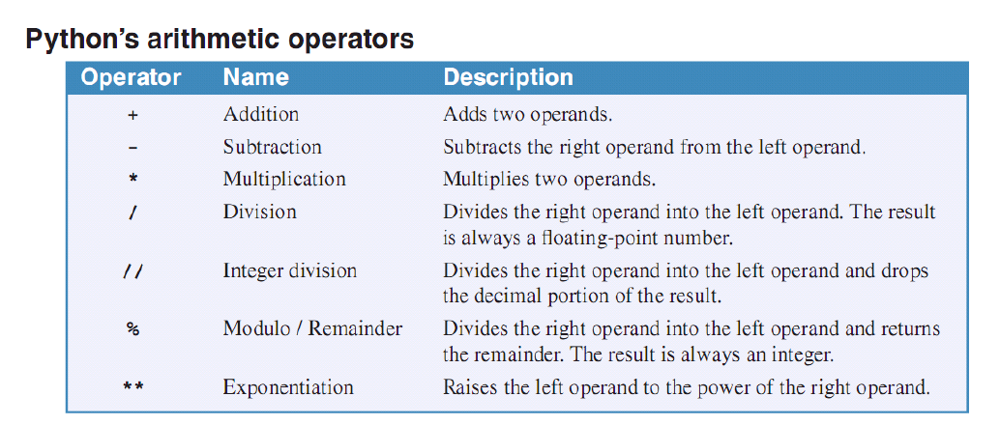 Python's arithmetic operators
Operator Name Description
+ Addition Adds two operands.
- Subtraction Subtracts the right operand from the left operand.
* Multiplication Multiplies two operands.
/ Division Divides the right operand into the left operand. The result
is always a floating-point number.
// Integer division Divides the right operand into the left operand and drops
the decimal portion of the result.
% Modulo / Remainder Divides the right operand into the left operand and returns
the remainder. The result is always an integer.
** Exponentiation Raises the left operand to the power of the right operand.